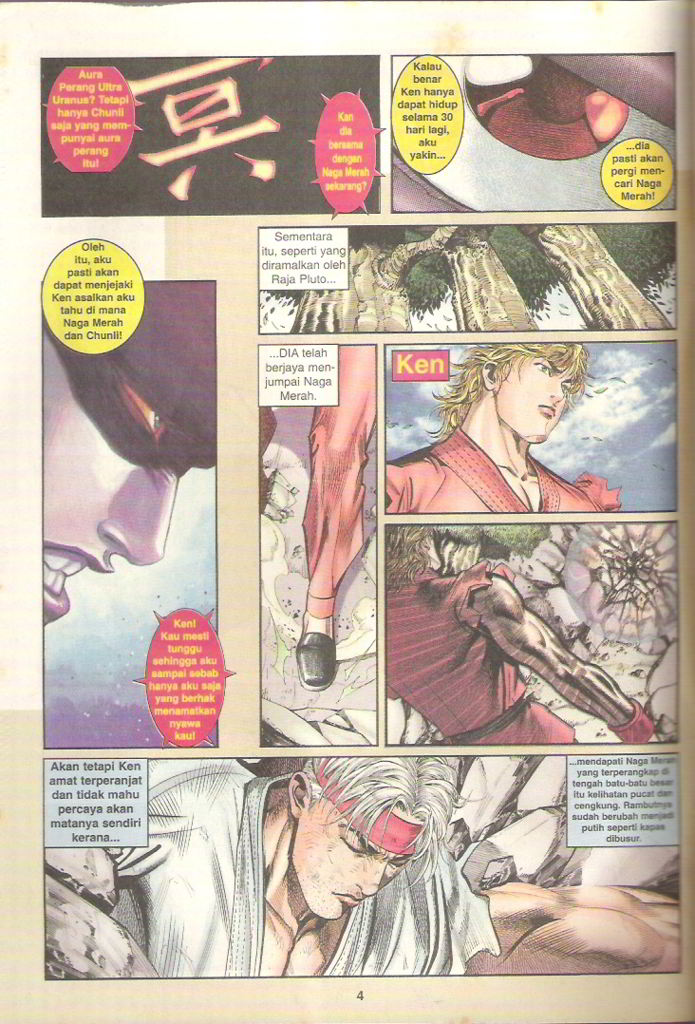 Aura
Perang Ultra
Uranus? Tetapi
hanya Chunli
saja yang mem-
punyai aura
perang
itu!
冥
Kan
dia
bersama
dengan
Naga Merah
sekarang?
Kalau
benar
Ken hanya
dapat hidup
selama 30
hari lagi,
aku
yakin...
...dia
pasti akan
pergi men-
cari Naga
Merah!
Oleh
itu, aku
pasti akan
dapat menjejaki
Ken asalkan aku
tahu di mana
Naga Merah
dan Chunli!
Ken!
Kau mesti
tunggu
sehingga aku
sampai sebab
hanya aku saja
yang berhak
menamatkan
nyawa
kau!
Sementara
itu, seperti yang
diramalkan oleh
Raja Pluto...
...DIA telah
berjaya men-
jumpai Naga
Merah.
Ken
Akan tetapi Ken
amat terperanjat
dan tidak mahu
percaya akan
matanya sendiri
kerana...
...mendapati Naga Merah
yang terperangkap di
tengah batu-batu besar
itu kelihatan pucat dan
cengkung. Rambutnya
sudah berubah menjadi
putih seperti kapas
dibusur.
4